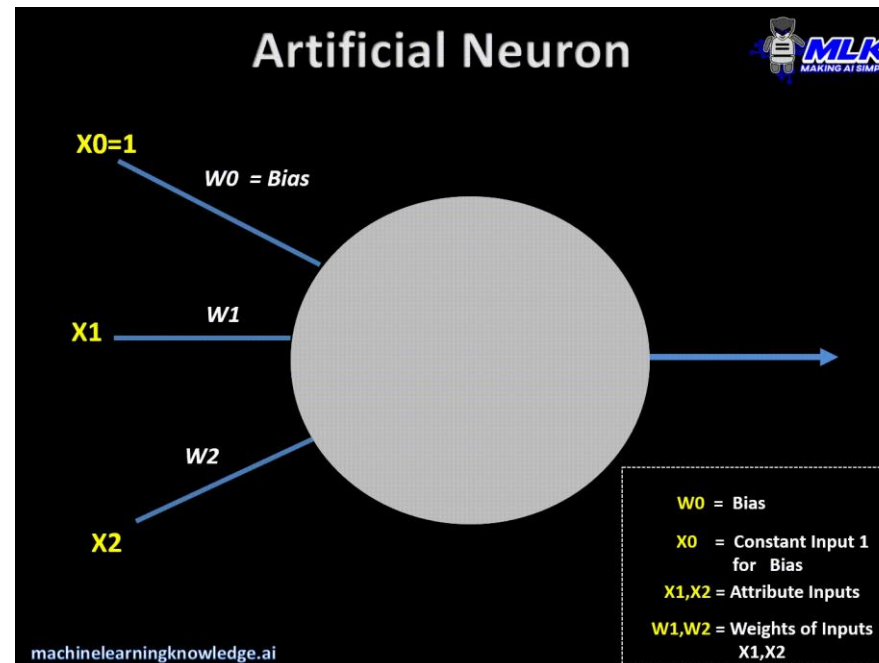 Artificial Neuron
MLK
MAKING AI SIMP
X0=1
W0 = Bias
X1
W1
W2
X2
W0 = Bias
X0 = Constant Input 1
for Bias
X1,X2 = Attribute Inputs
W1,W2 = Weights of Inputs
X1,X2
machinelearningknowledge.ai